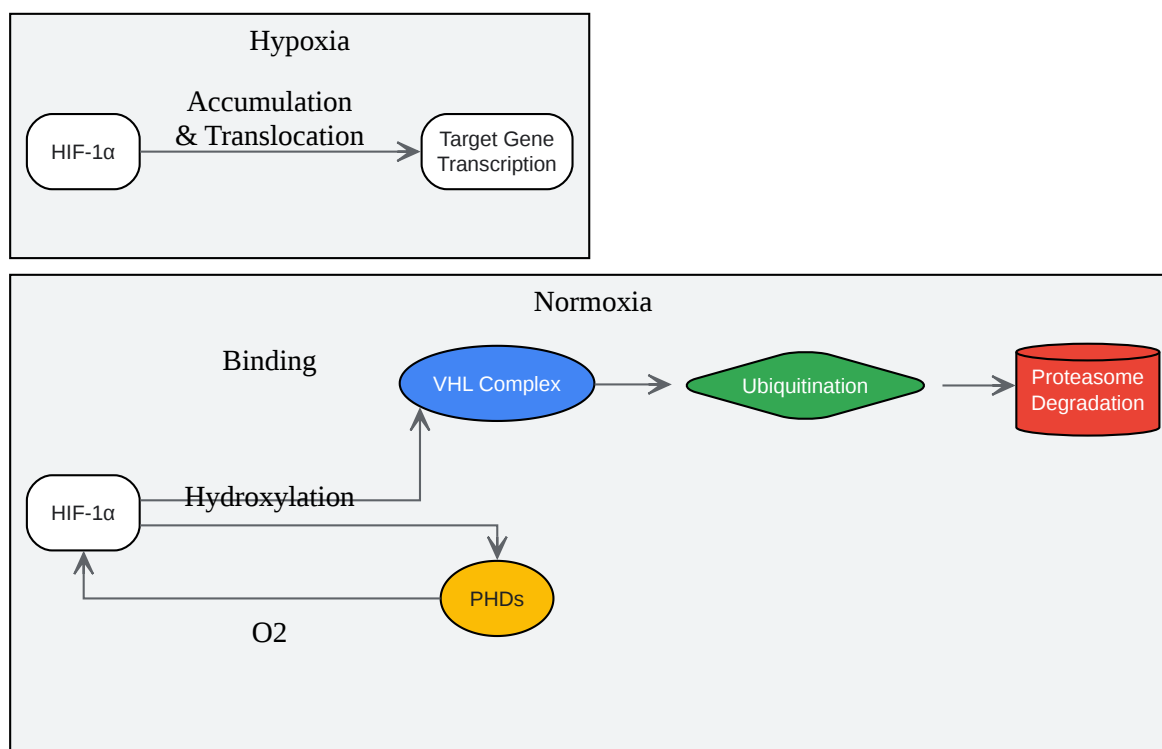 Hypoxia
Accumulation
& Translocation
HIF-1α
Target Gene
Transcription
Normoxia
Binding
VHL Complex
Ubiquitination
Proteasome
Degradation
Hydroxylation
HIF-1α
PHDs
O2